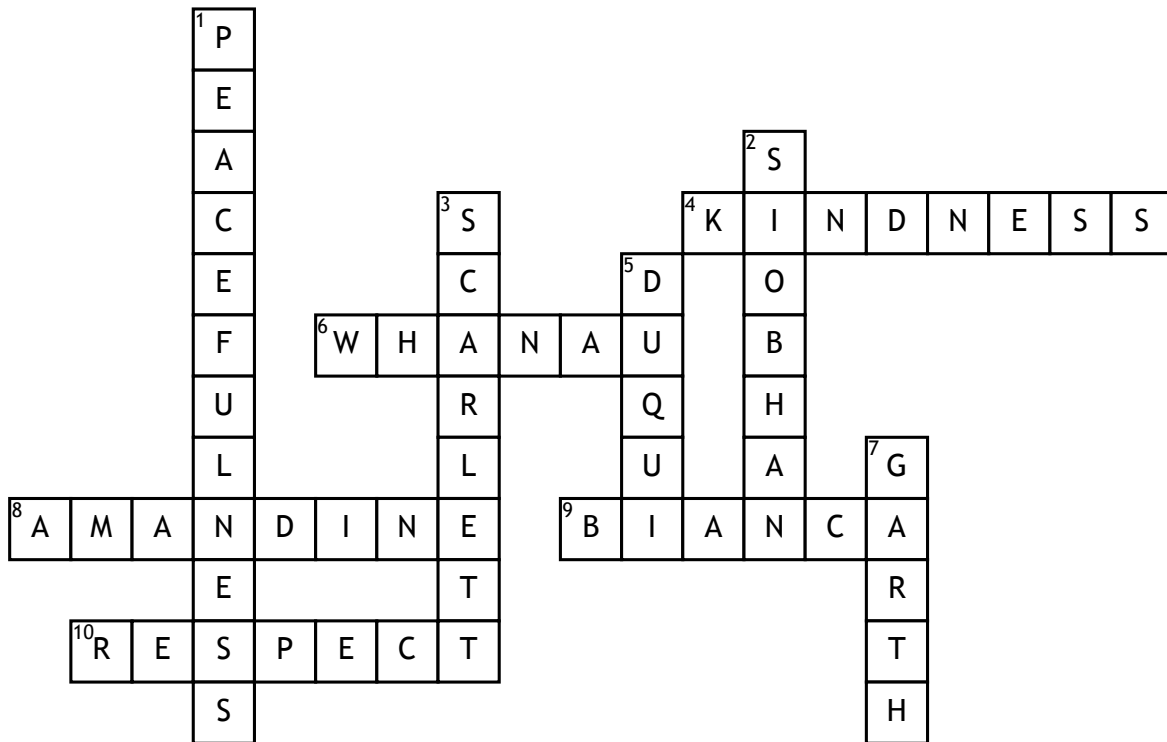 1 PEACEFULNESS
2 SIOBHAN
3 SCARLETT
4 KINDNESS
5 DUQUI
6 WHANAU
7 GARTH
8 AMANDINE
9 BIANCA
10 RESPECT